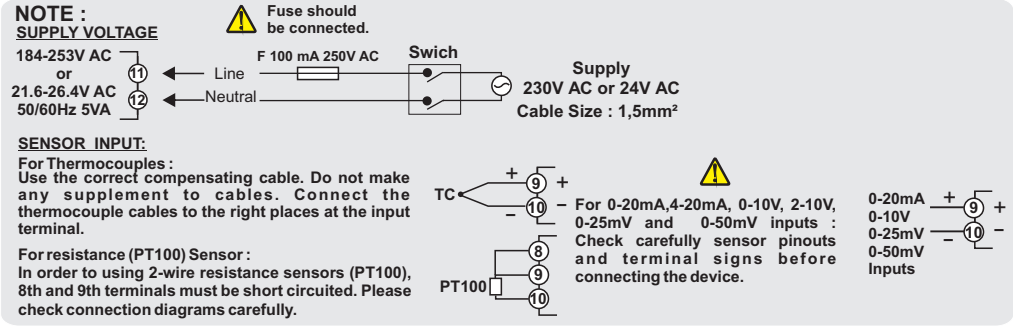 NOTE :
SUPPLY VOLTAGE
Fuse should
be connected.
184-253V AC
or
21.6-26.4V AC
50/60Hz 5VA
11
12
Line
Neutral
F 100 mA 250V AC
Swich
Supply
230V AC or 24V AC
Cable Size : 1,5mm²
SENSOR INPUT:
For Thermocouples :
Use the correct compensating cable. Do not make
any supplement to cables. Connect the
thermocouple cables to the right places at the input
terminal.
For resistance (PT100) Sensor :
In order to using 2-wire resistance sensors (PT100),
8th and 9th terminals must be short circuited. Please
check connection diagrams carefully.
TC
+ 9 +
- 10 -
PT100
8
9
10
For 0-20mA,4-20mA, 0-10V, 2-10V,
0-25mV and 0-50mV inputs :
Check carefully sensor pinouts
and terminal signs before
connecting the device.
0-20mA
0-10V
0-25mV
0-50mV
Inputs
+ 9 +
- 10 -